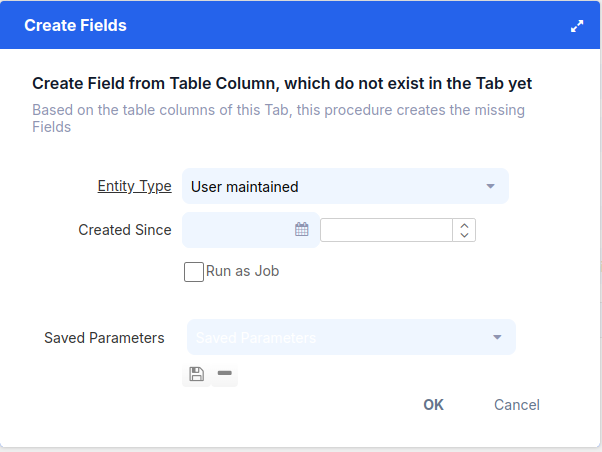 Create Fields
Create Field from Table Column, which do not exist in the Tab yet
Based on the table columns of this Tab, this procedure creates the missing
Fields
Entity Type User maintained
Created Since
Run as Job
Saved Parameters Saved Parameters
OK Cancel